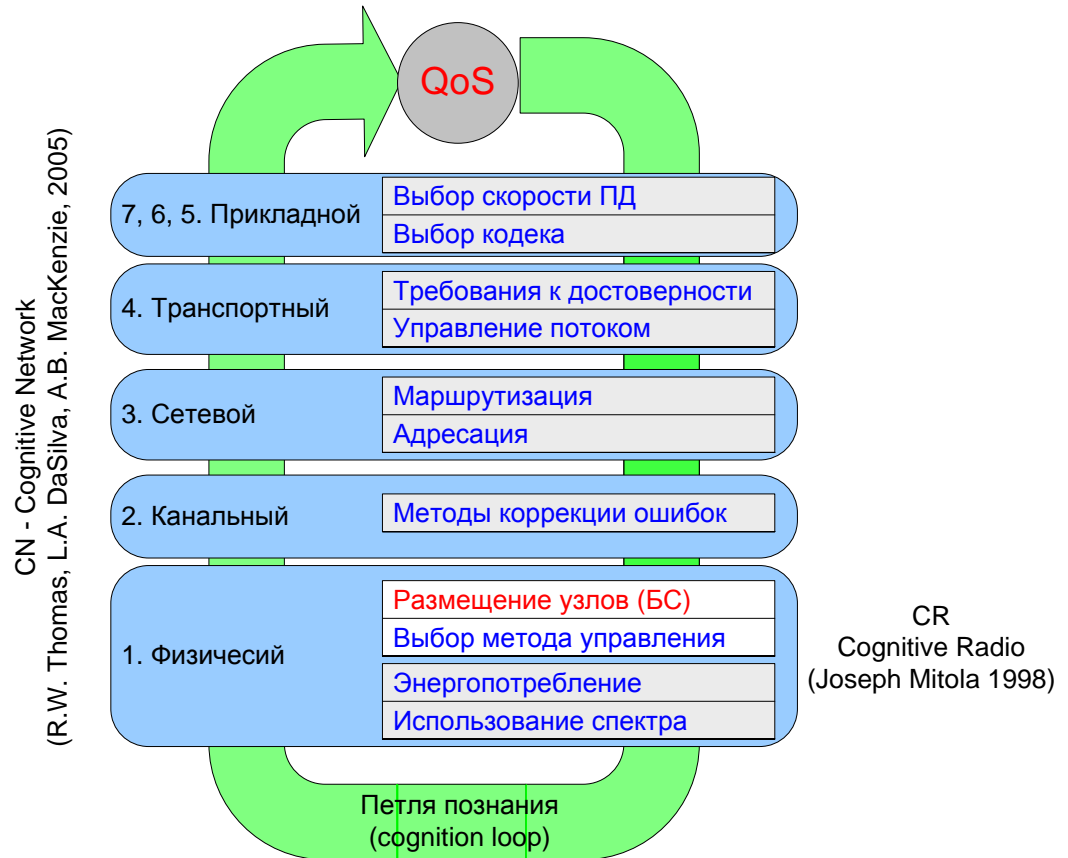 QoS
CN - Cognitive Network
(R.W. Thomas, L.A. DaSilva, A.B. MacKenzie, 2005)
7, 6, 5. Прикладной
Выбор скорости ПД
Выбор кодека
4. Транспортный
Требования к достоверности
Управление потоком
3. Сетевой
Маршрутизация
Адресация
2. Канальный
Методы коррекции ошибок
1. Физичесий
Размещение узлов (БС)
Выбор метода управления
Энергопотребление
Использование спектра
CR
Cognitive Radio
(Joseph Mitola 1998)
Петля познания
(cognition loop)